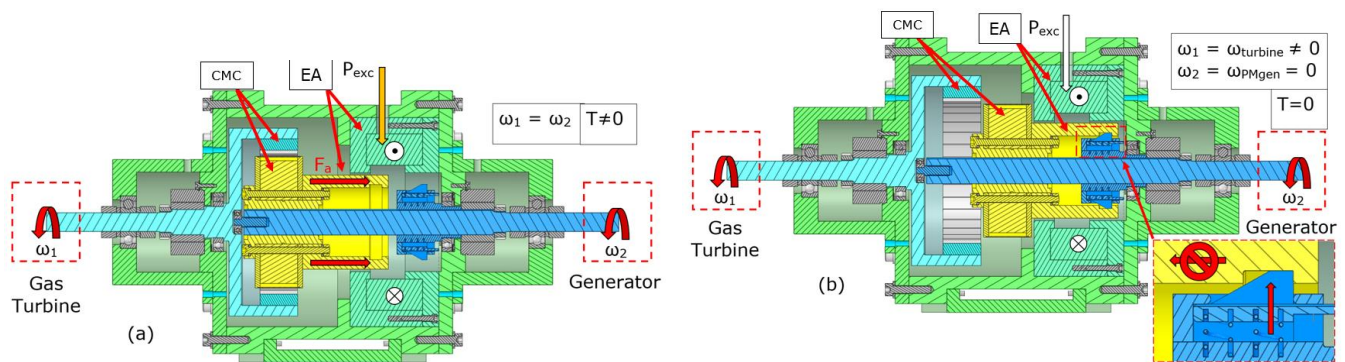 CMC
EA
Pexc
ω1 = ω2
T≠0
Fa
ω1
ω2
Gas
Turbine
Generator
(a)
CMC
EA
Pexc
ω1 = ωturbine ≠ 0
ω2 = ωPMgen = 0
T=0
ω1
ω2
Gas
Turbine
Generator
(b)